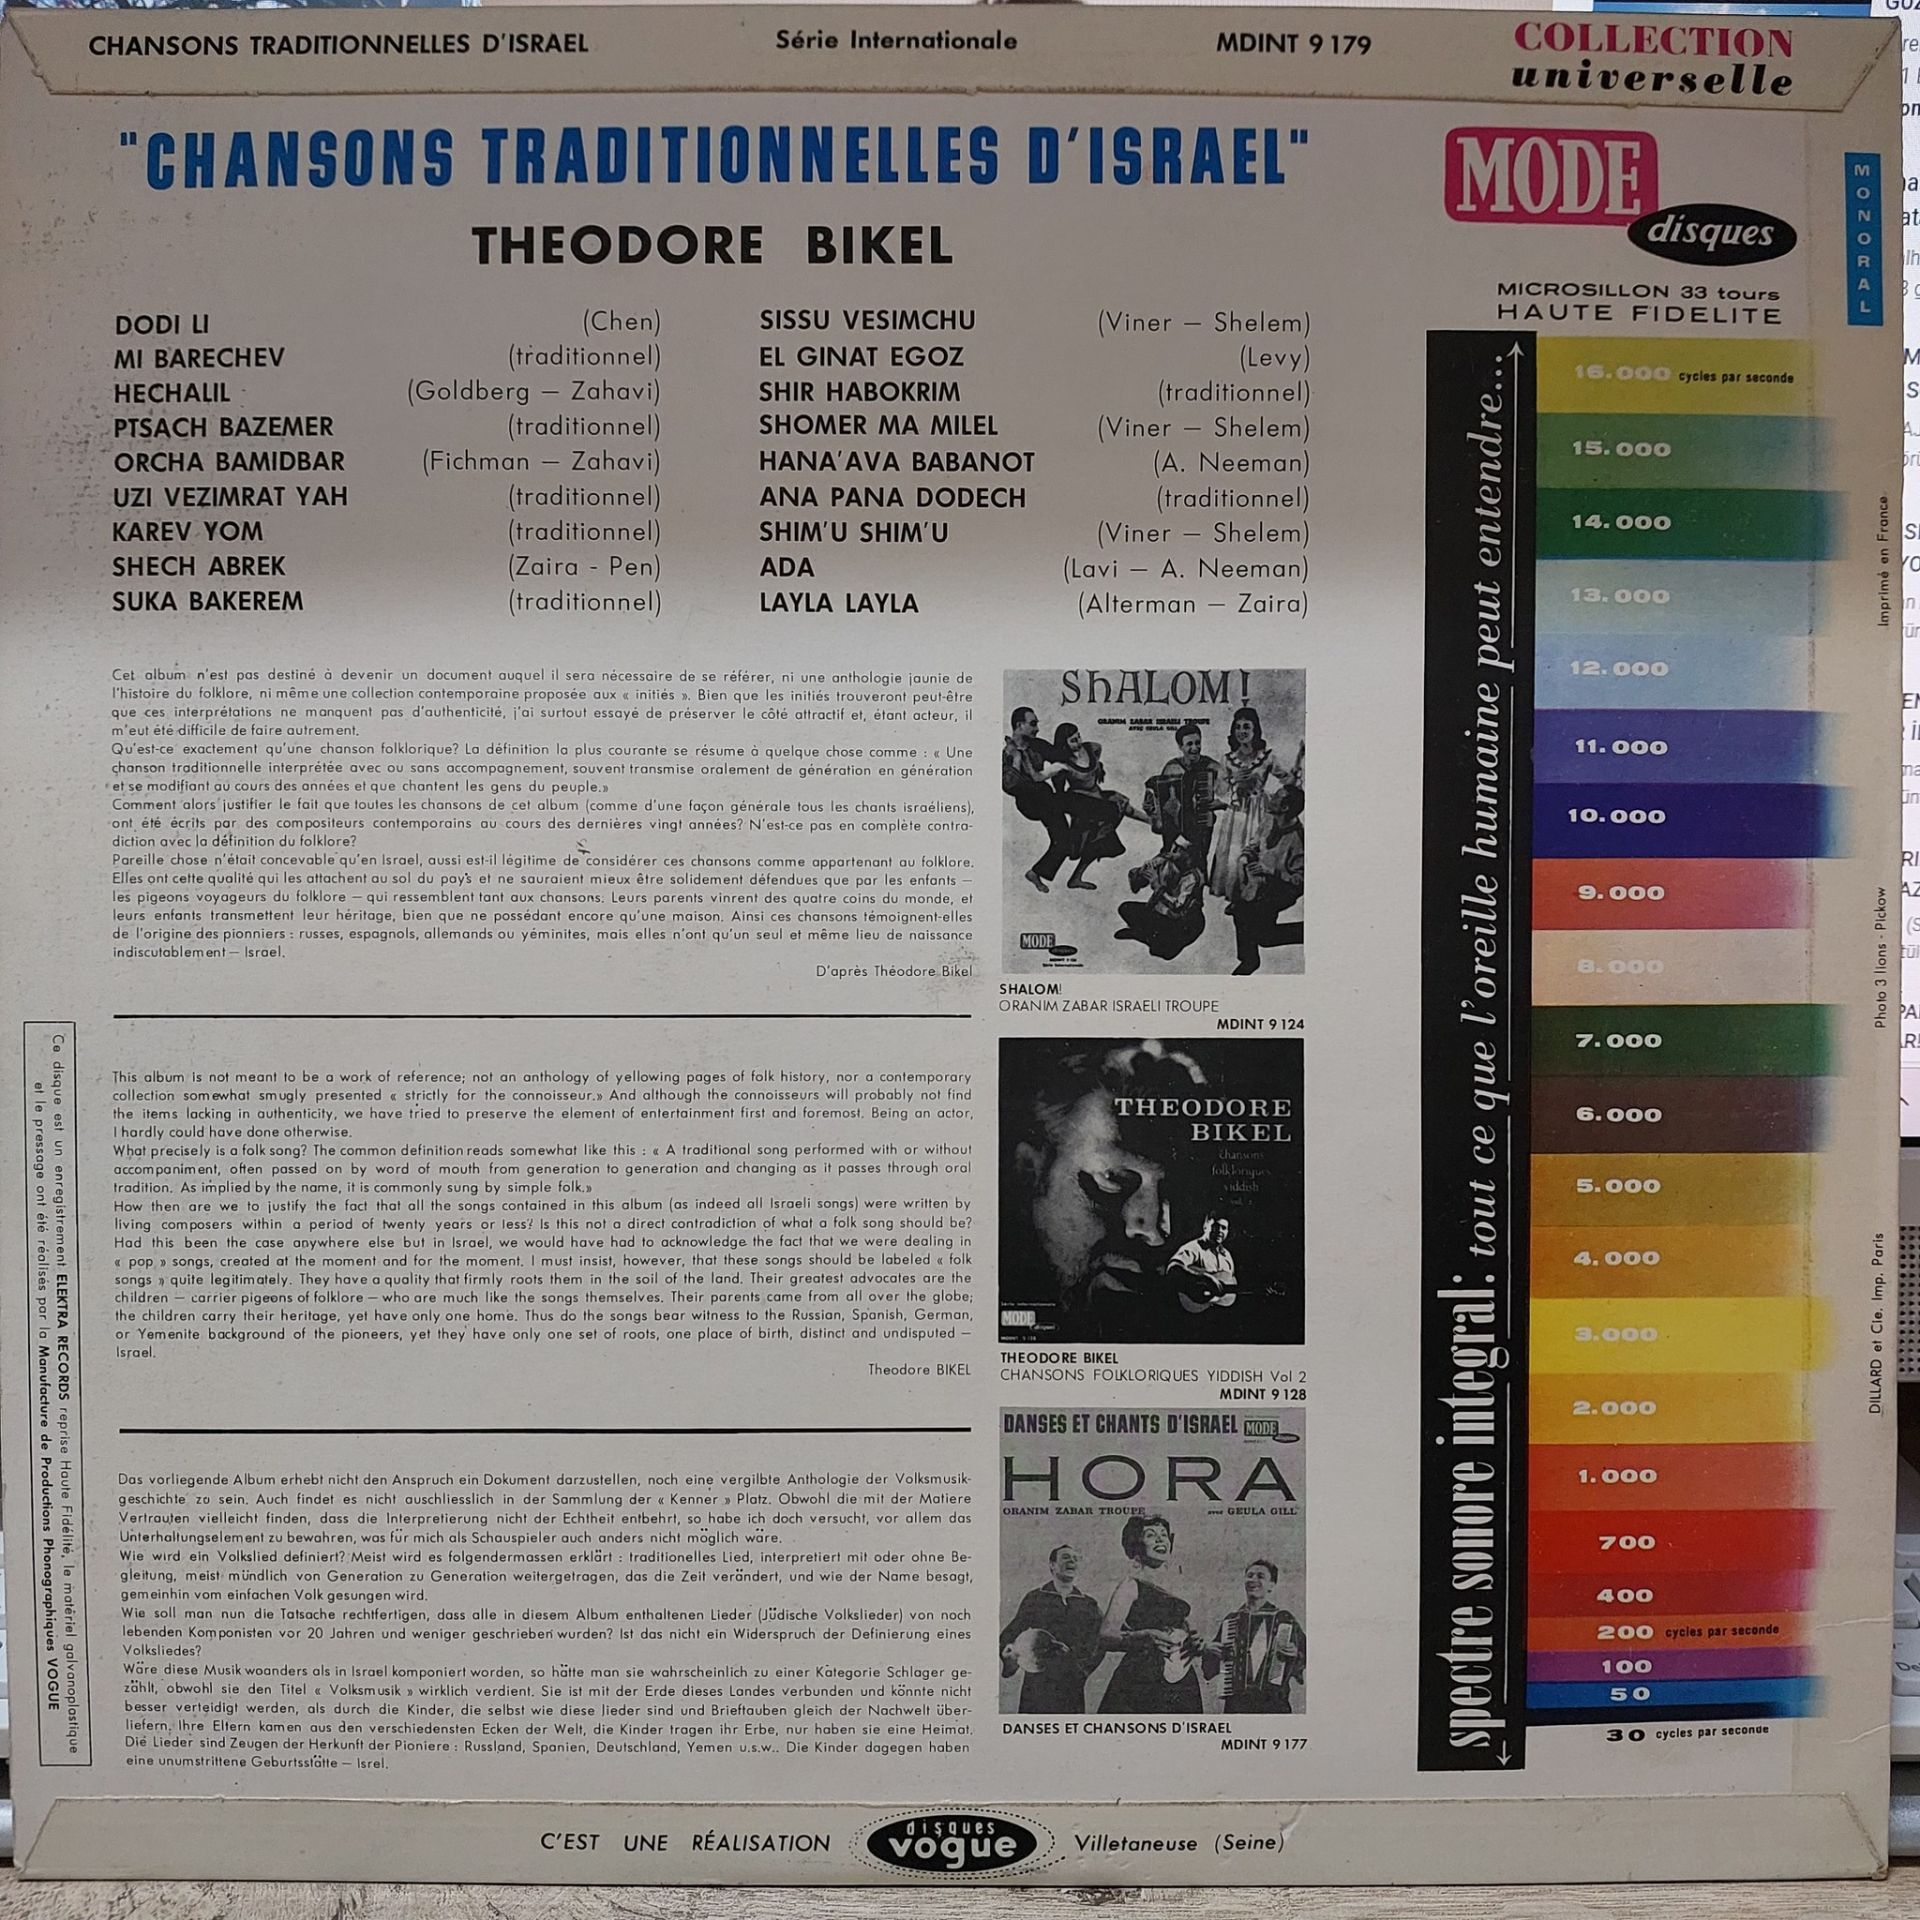 CHANSONS TRADITIONNELLES D'ISRAEL
Série Internationale
MDINT 9179
COLLECTION
universelle
"CHANSONS TRADITIONNELLES D'ISRAEL"
THEODORE BIKEL
DODI LI (Chen)
MI BARECHEV (traditionnel)
HECHALIL (Goldberg — Zahavi)
PTSACH BAZEMER (traditionnel)
ORCHA BAMIDBAR (Fichman — Zahavi)
UZI VEZIMRAT YAH (traditionnel)
KAREV YOM (traditionnel)
SHECH ABREK (Zaira - Pen)
SUKA BAKEREM (traditionnel)
SISSU VESIMCHU (Viner — Shelem)
EL GINAT EGOZ (Levy)
SHIR HABOKRIM (traditionnel)
SHOMER MA MILEL (Viner — Shelem)
HANA'AVA BABANOT (A. Neeman)
ANA PANA DODECH (traditionnel)
SHIM'U SHIM'U (Viner — Shelem)
ADA (Lavi — A. Neeman)
LAYLA LAYLA (Alterman — Zaira)
Cet album n'est pas destiné à devenir un document auquel il sera nécessaire de se référer, ni une anthologie jaunie de
l'histoire du folklore, ni même une collection contemporaine proposée aux « initiés ». Bien que les initiés trouveront peut-être
que ces interprétations ne manquent pas d'authenticité, j'ai surtout essayé de préserver le côté attractif et, étant acteur, il
m'eut été difficile de faire autrement.
Qu'est-ce exactement qu'une chanson folklorique? La définition la plus courante se résume à quelque chose comme : « Une
chanson traditionnelle interprétée avec ou sans accompagnement, souvent transmise oralement de génération en génération
et se modifiant au cours des années et que chantent les gens du peuple.»
Comment alors justifier le fait que toutes les chansons de cet album (comme d'une façon générale tous les chants israéliens),
ont été écrits par des compositeurs contemporains au cours des dernières vingt années? N'est-ce pas en complète contra-
diction avec la définition du folklore?
Pareille chose n'était concevable qu'en Israel, aussi est-il légitime de considérer ces chansons comme appartenant au folklore.
Elles ont cette qualité qui les attachent au sol du pays et ne sauraient mieux être solidement défendues que par les enfants —
les pigeons voyageurs du folklore — qui ressemblent tant aux chansons. Leurs parents vinrent des quatre coins du monde, et
leurs enfants transmettent leur héritage, bien que ne possédant encore qu'une maison. Ainsi ces chansons témoignent-elles
de l'origine des pionniers : russes, espagnols, allemands ou yéminites, mais elles n'ont qu'un seul et même lieu de naissance
indiscutablement — Israel.
D'après Théodore Bikel
This album is not meant to be a work of reference; not an anthology of yellowing pages of folk history, nor a contemporary
collection somewhat smugly presented « strictly for the connoisseur.» And although the connoisseurs will probably not find
the items lacking in authenticity, we have tried to preserve the element of entertainment first and foremost. Being an actor,
I hardly could have done otherwise.
What precisely is a folk song? The common definition reads somewhat like this : « A traditional song performed with or without
accompaniment, often passed on by word of mouth from generation to generation and changing as it passes through oral
tradition. As implied by the name, it is commonly sung by simple folk.»
How then are we to justify the fact that all the songs contained in this album (as indeed all Israeli songs) were written by
living composers within a period of twenty years or less? Is this not a direct contradiction of what a folk song should be?
Had this been the case anywhere else but in Israel, we would have had to acknowledge the fact that we were dealing in
« pop » songs, created at the moment and for the moment. I must insist, however, that these songs should be labeled « folk
songs » quite legitimately. They have a quality that firmly roots them in the soil of the land. Their greatest advocates are the
children — carrier pigeons of folklore — who are much like the songs themselves. Their parents came from all over the globe;
the children carry their heritage, yet have only one home. Thus do the songs bear witness to the Russian, Spanish, German,
or Yemenite background of the pioneers, yet they have only one set of roots, one place of birth, distinct and undisputed —
Israel.
Theodore BIKEL
Das vorliegende Album erhebt nicht den Anspruch ein Dokument darzustellen, noch eine vergilbte Anthologie der Volksmusik-
geschichte zu sein. Auch findet es nicht auschliesslich in der Sammlung der « Kenner » Platz. Obwohl die mit der Matiere
Vertrauten vielleicht finden, dass die Interpretierung nicht der Echtheit entbehrt, so habe ich doch versucht, vor allem das
Unterhaltungselement zu bewahren, was für mich als Schauspieler auch anders nicht möglich wäre.
Wie wird ein Volkslied definiert? Meist wird es folgendermassen erklärt : traditionelles Lied, interpretiert mit oder ohne Be-
gleitung, meist mündlich von Generation zu Generation weitergetragen, das die Zeit verändert, und wie der Name besagt,
gemeinhin vom einfachen Volk gesungen wird.
Wie soll man nun die Tatsache rechtfertigen, dass alle in diesem Album enthaltenen Lieder (Jüdische Volkslieder) von noch
lebenden Komponisten vor 20 Jahren und weniger geschrieben wurden? Ist das nicht ein Widerspruch der Definierung eines
Volksliedes?
Wäre diese Musik woanders als in Israel komponiert worden, so hätte man sie wahrscheinlich zu einer Kategorie Schlager ge-
zählt, obwohl sie den Titel « Volksmusik » wirklich verdient. Sie ist mit der Erde dieses Landes verbunden und könnte nicht
besser verteidigt werden, als durch die Kinder, die selbst wie diese Jieder sind und Brieftauben gleich der Nachwelt über-
liefern. Ihre Eltern kamen aus den verschiedensten Ecken der Welt, die Kinder tragen ihr Erbe, nur haben sie eine Heimat.
Die Lieder sind Zeugen der Herkunft der Pioniere : Russland, Spanien, Deutschland, Yemen u.s.w.. Die Kinder dagegen haben
eine unumstrittene Geburtsstätte — Isrel.
ShALOM!
ORANIM ZABAR ISRAELI TROUPE
AVEC GEULA GILL
MODE
SHALOM!
ORANIM ZABAR ISRAELI TROUPE
MDINT 9124
THEODORE
BIKEL
chansons
folkloriques
yiddish
vol. 2
Série Internationale
MODE
disques
THEODORE BIKEL
CHANSONS FOLKLORIQUES YIDDISH Vol 2
MDINT 9128
DANSES ET CHANTS D'ISRAEL
MODE
HORA
ORANIM ZABAR TROUPE avec GEULA GILL
DANSES ET CHANSONS D'ISRAEL
MDINT 9177
MODE
disques
MICROSILLON 33 tours
HAUTE FIDELITE
MONORAL
spectre sonore integral: tout ce que l'oreille humaine peut entendre...
16.000 cycles par seconde
15.000
14.000
13.000
12.000
11.000
10.000
9.000
8.000
7.000
6.000
5.000
4.000
3.000
2.000
1.000
700
400
200 cycles par seconde
100
50
30 cycles par seconde
Imprimé en France
Photo 3 lions - Pickow
DILLARD et Cie. Imp. Paris
Ce disque est un enregistrement ELEKTRA RECORDS reprise Haute Fidélité, le matériel galvanoplastique
et le pressage ont été réalisés par la Manufacture de Productions Phonographiques VOGUE
C'EST UNE RÉALISATION
disques
vogue
Villetaneuse (Seine)